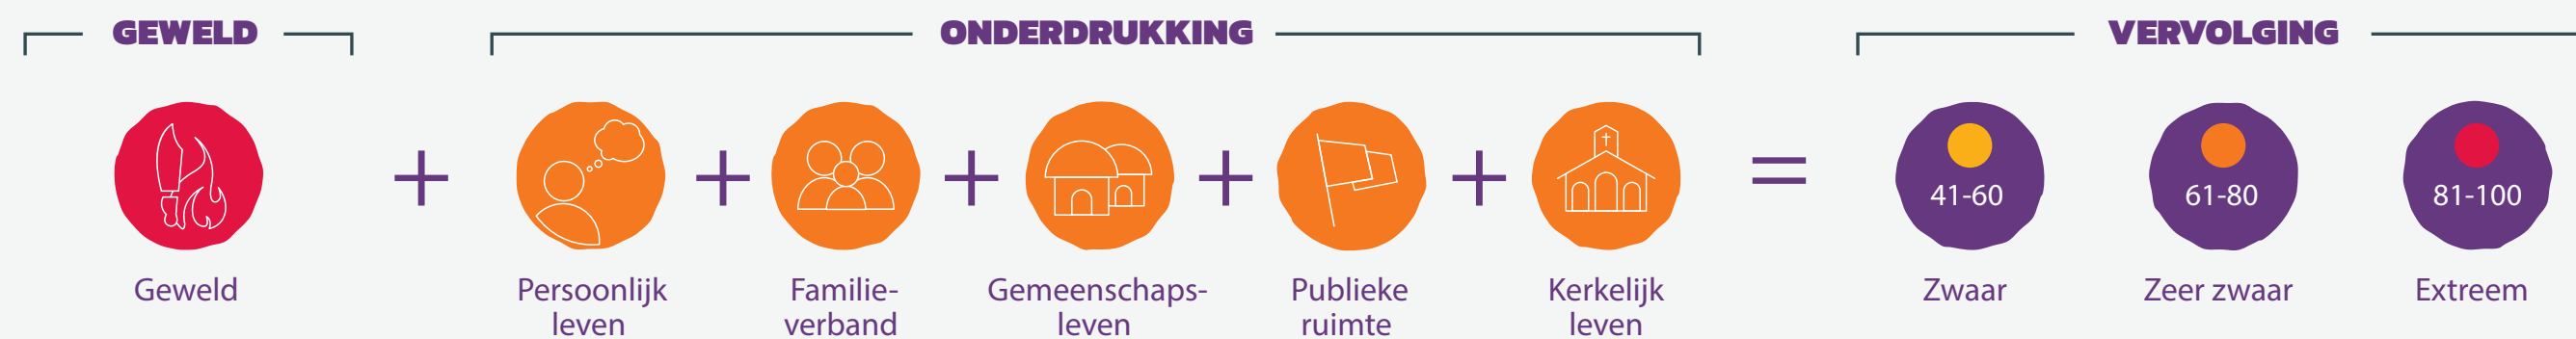 GEWELD
ONDERDRUKKING
VERVOLGING
+
+
+
+
+
=
41-60
61-80
81-100
Geweld
Persoonlijk
leven
Familie-
verband
Gemeenschaps-
leven
Publieke
ruimte
Kerkelijk
leven
Zwaar
Zeer zwaar
Extreem